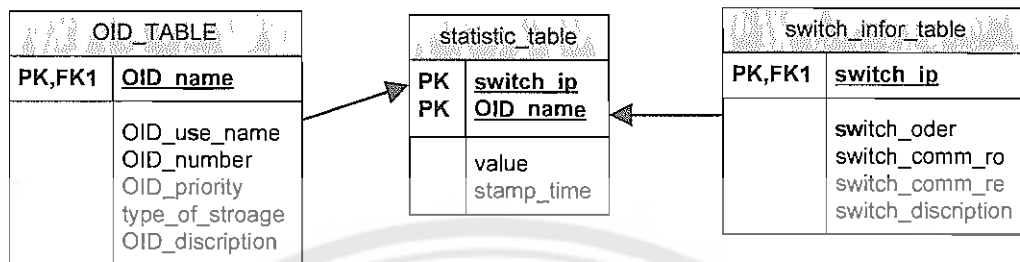 OID_TABLE
PK,FK1 OID_name
OID_use_name
OID_number
OID_priority
type_of_stroage
OID_discription
statistic_table
PK switch_ip
PK OID_name
value
stamp_time
switch_infor_table
PK,FK1 switch_ip
switch_oder
switch_comm_ro
switch_comm_re
switch_discription